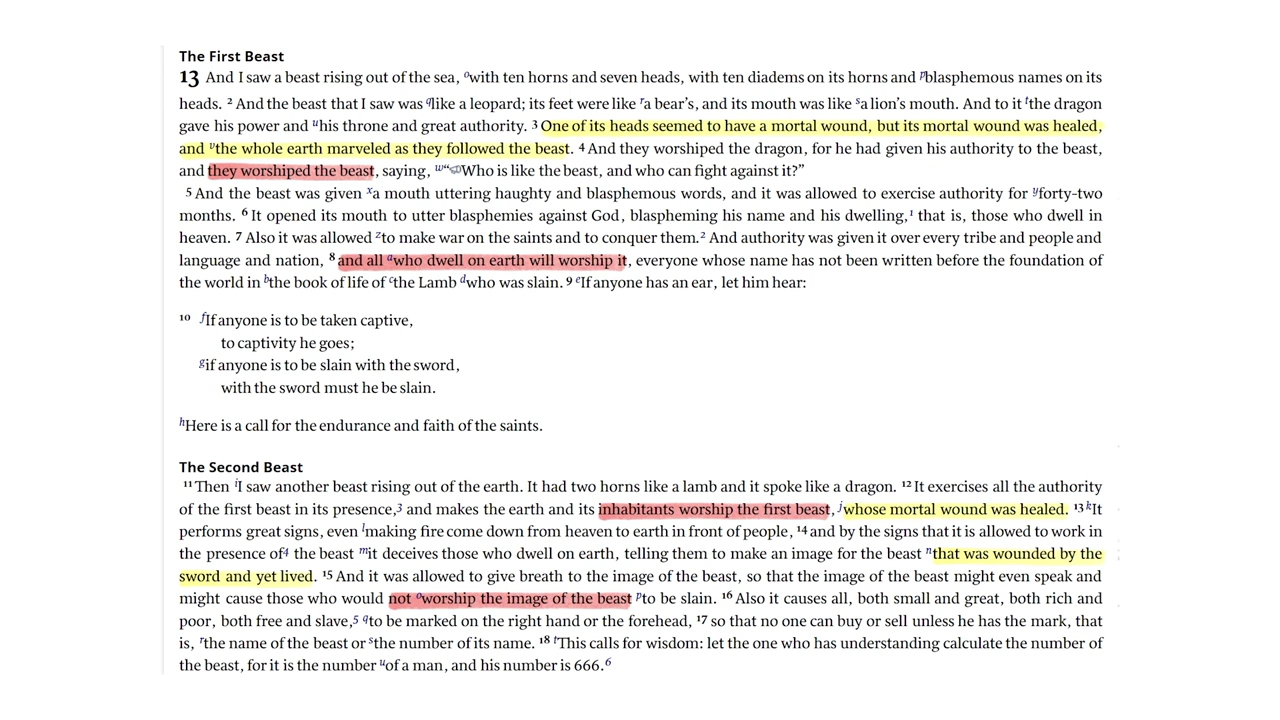 The First Beast
13 And I saw a beast rising out of the sea, owith ten horns and seven heads, with ten diadems on its horns and pblasphemous names on its
heads. 2 And the beast that I saw was qlike a leopard; its feet were like ra bear’s, and its mouth was like sa lion’s mouth. And to it tthe dragon
gave his power and uhis throne and great authority. 3 One of its heads seemed to have a mortal wound, but its mortal wound was healed,
and vthe whole earth marveled as they followed the beast. 4 And they worshiped the dragon, for he had given his authority to the beast,
and they worshiped the beast, saying, w“Who is like the beast, and who can fight against it?”
5 And the beast was given xa mouth uttering haughty and blasphemous words, and it was allowed to exercise authority for yforty-two
months. 6 It opened its mouth to utter blasphemies against God, blaspheming his name and his dwelling,1 that is, those who dwell in
heaven. 7 Also it was allowed zto make war on the saints and to conquer them.2 And authority was given it over every tribe and people and
language and nation, 8 and all awho dwell on earth will worship it, everyone whose name has not been written before the foundation of
the world in bthe book of life of cthe Lamb dwho was slain. 9 eIf anyone has an ear, let him hear:
10 fIf anyone is to be taken captive,
to captivity he goes;
gif anyone is to be slain with the sword,
with the sword must he be slain.
hHere is a call for the endurance and faith of the saints.
The Second Beast
11 Then iI saw another beast rising out of the earth. It had two horns like a lamb and it spoke like a dragon. 12 It exercises all the authority
of the first beast in its presence,3 and makes the earth and its inhabitants worship the first beast, jwhose mortal wound was healed. 13 kIt
performs great signs, even lmaking fire come down from heaven to earth in front of people, 14 and by the signs that it is allowed to work in
the presence of4 the beast mit deceives those who dwell on earth, telling them to make an image for the beast nthat was wounded by the
sword and yet lived. 15 And it was allowed to give breath to the image of the beast, so that the image of the beast might even speak and
might cause those who would not oworship the image of the beast pto be slain. 16 Also it causes all, both small and great, both rich and
poor, both free and slave,5 qto be marked on the right hand or the forehead, 17 so that no one can buy or sell unless he has the mark, that
is, rthe name of the beast or sthe number of its name. 18 tThis calls for wisdom: let the one who has understanding calculate the number of
the beast, for it is the number uof a man, and his number is 666.6